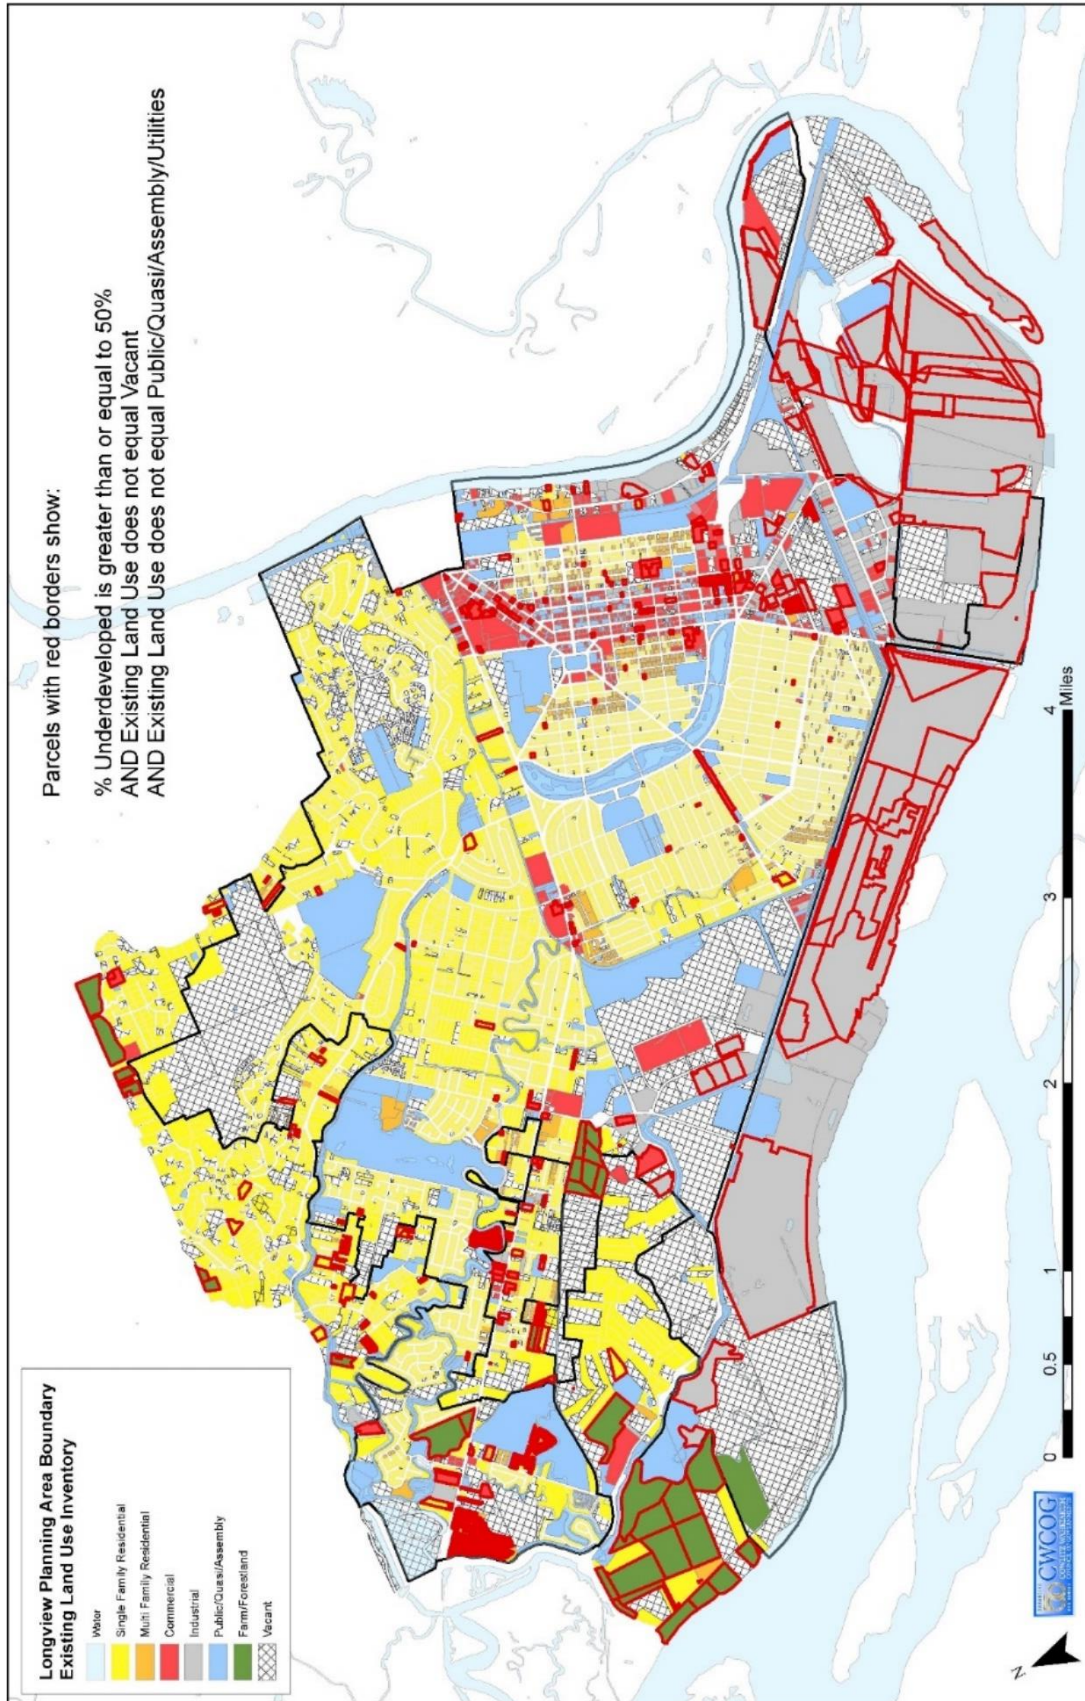 Parcels with red borders show:
% Underdeveloped is greater than or equal to 50%
AND Existing Land Use does not equal Vacant
AND Existing Land Use does not equal Public/Quasi/Assembly/Utilities
Longview Planning Area Boundary
Existing Land Use Inventory
Water
Single Family Residential
Multi Family Residential
Commercial
Industrial
Public/Quasi/Assembly
Farm/Forestland
Vacant
0 0.5 1 2 3 4
Miles
CWCOG
N